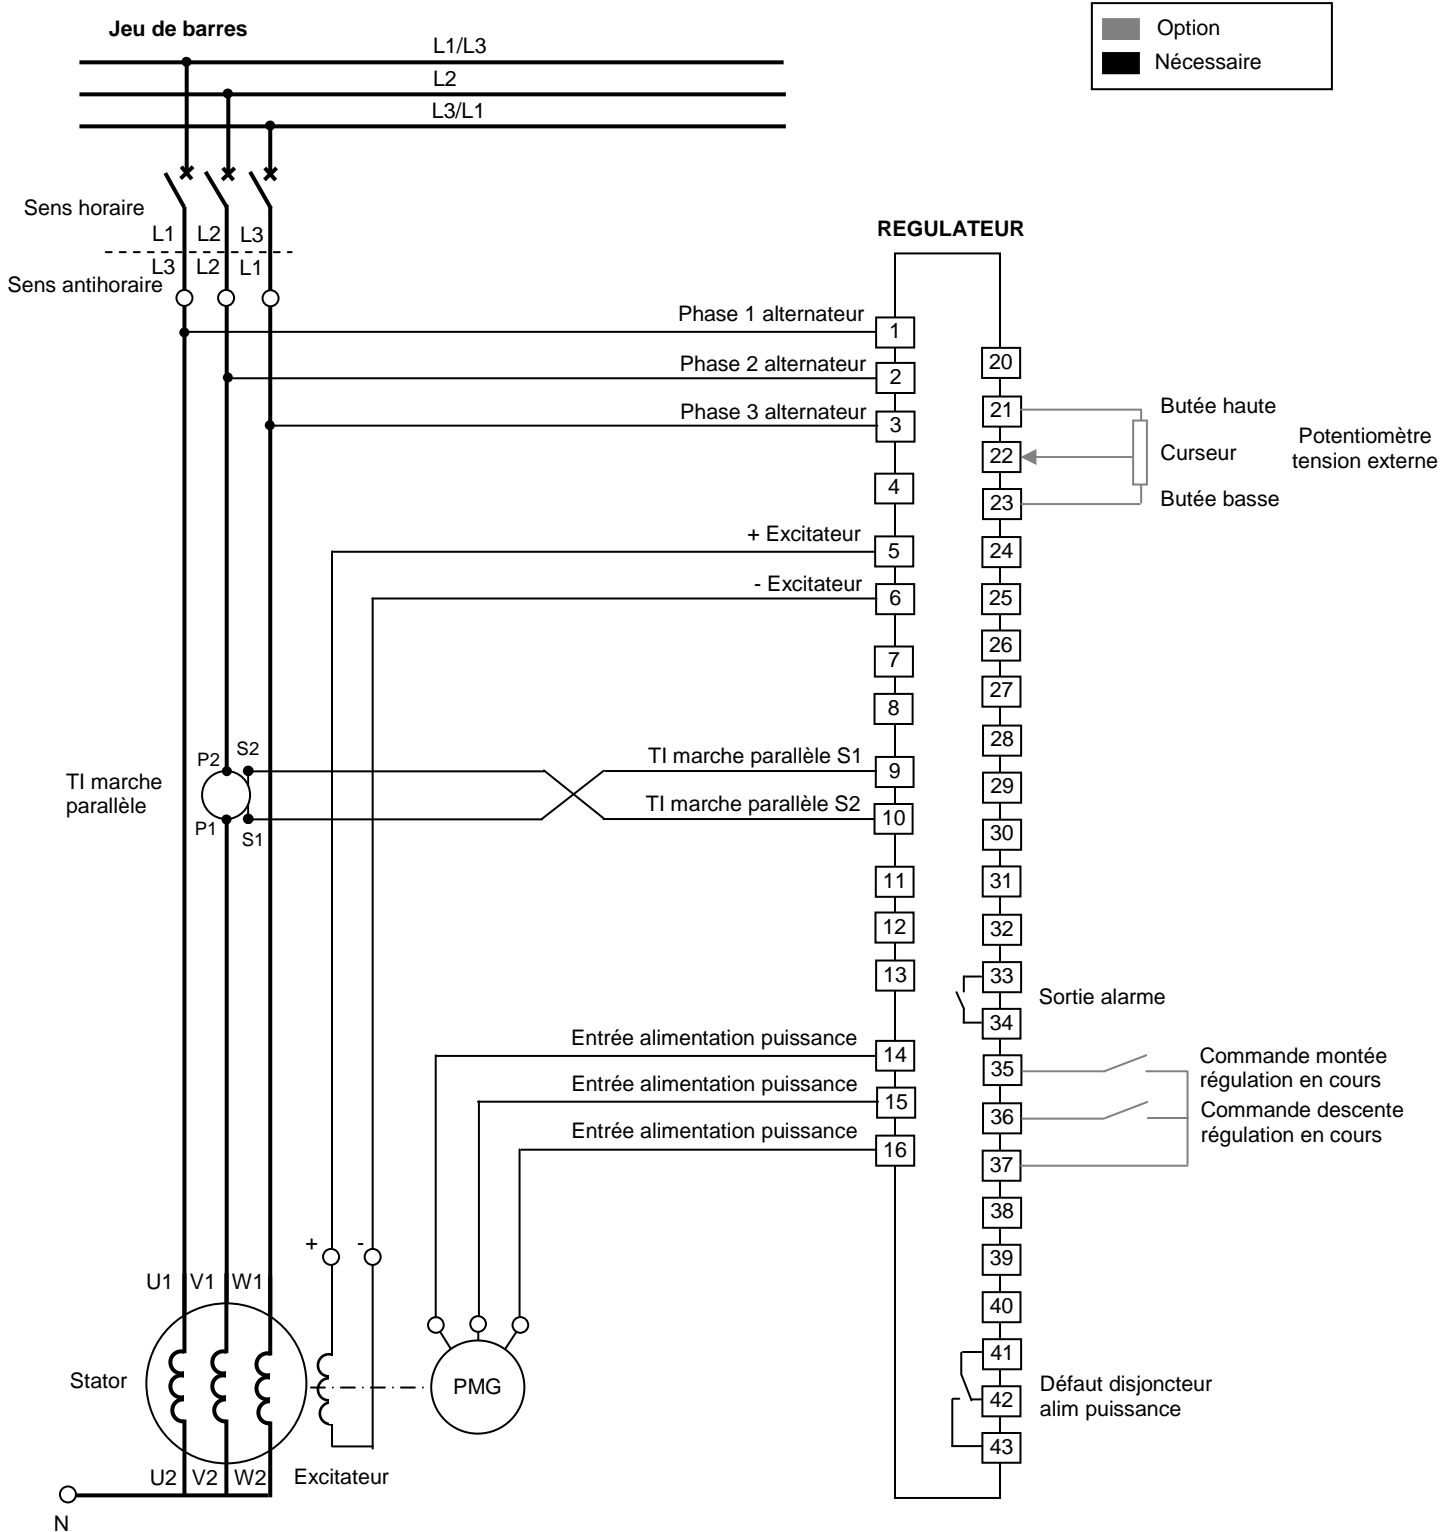 Jeu de barres
L1/L3
L2
L3/L1
Option
Nécessaire
Sens horaire
L1 L2 L3
L3 L2 L1
Sens antihoraire
REGULATEUR
Phase 1 alternateur
1
Phase 2 alternateur
2
Phase 3 alternateur
3
4
+ Excitateur
5
- Excitateur
6
7
8
TI marche parallèle S1
9
TI marche parallèle S2
10
11
12
13
Entrée alimentation puissance
14
Entrée alimentation puissance
15
Entrée alimentation puissance
16
20
21
Butée haute
22
Curseur
23
Butée basse
Potentiomètre
tension externe
24
25
26
27
28
29
30
31
32
33
34
Sortie alarme
35
Commande montée
régulation en cours
36
Commande descente
régulation en cours
37
38
39
40
41
42
43
Défaut disjoncteur
alim puissance
TI marche
parallèle
P2
S2
P1
S1
+ -
U1 V1 W1
Stator
PMG
U2 V2 W2
Excitateur
N